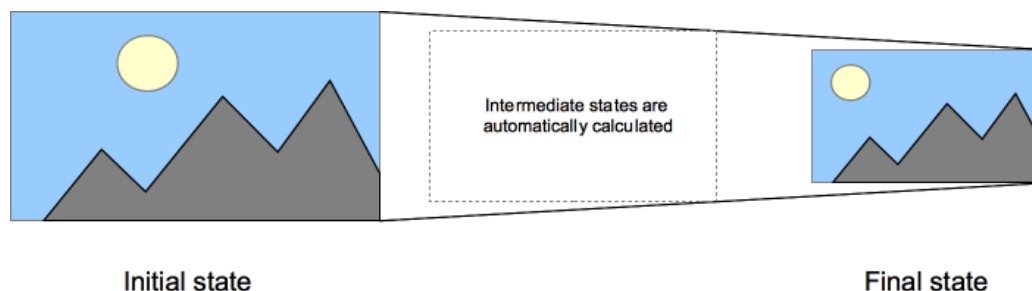 Intermediate states are
automatically calculated
Initial state
Final state